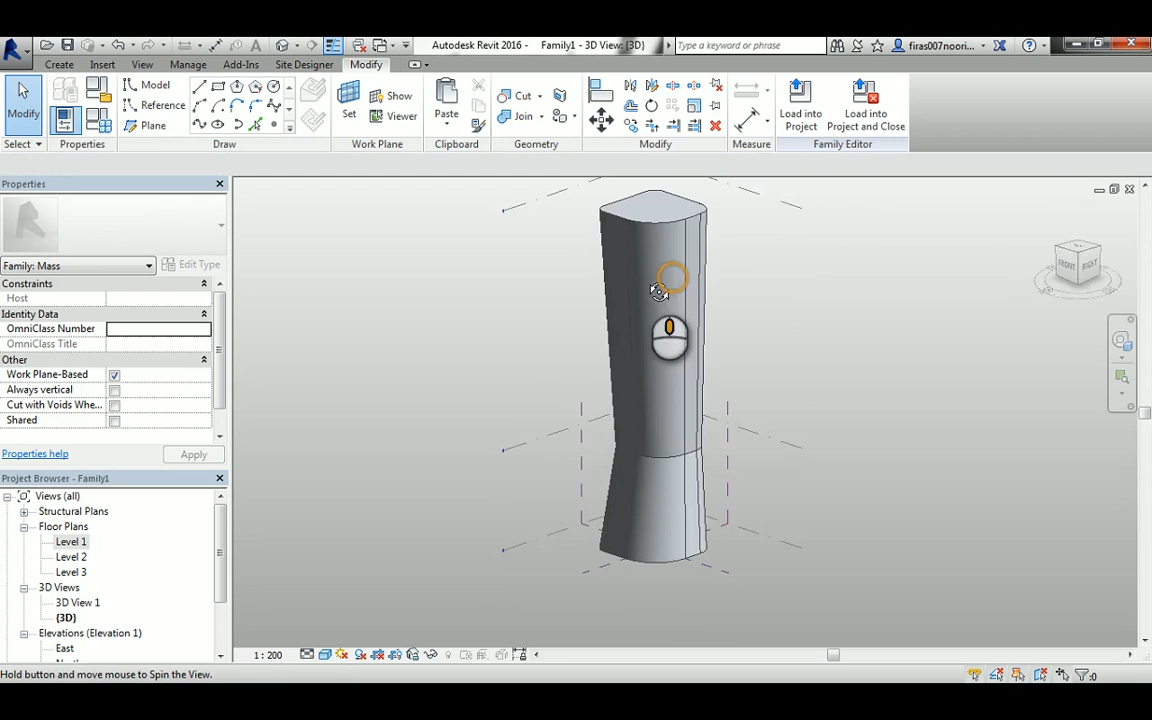 Autodesk Revit 2016 - Family1 - 3D View: {3D}
Type a keyword or phrase
firas007noori...
Create Insert View Manage Add-Ins Site Designer Modify
Modify
Model
Reference
Plane
Set
Show
Viewer
Paste
Cut
Join
Load into Project
Load into Project and Close
Select Properties Draw Work Plane Clipboard Geometry Modify Measure Family Editor
Properties
Family: Mass
Edit Type
Constraints
Host
Identity Data
OmniClass Number
OmniClass Title
Other
Work Plane-Based
Always vertical
Cut with Voids Whe...
Shared
Properties help
Apply
Project Browser - Family1
Views (all)
Structural Plans
Floor Plans
Level 1
Level 2
Level 3
3D Views
3D View 1
{3D}
Elevations (Elevation 1)
East
FRONT
RIGHT
1 : 200
Hold button and move mouse to Spin the View.
:0